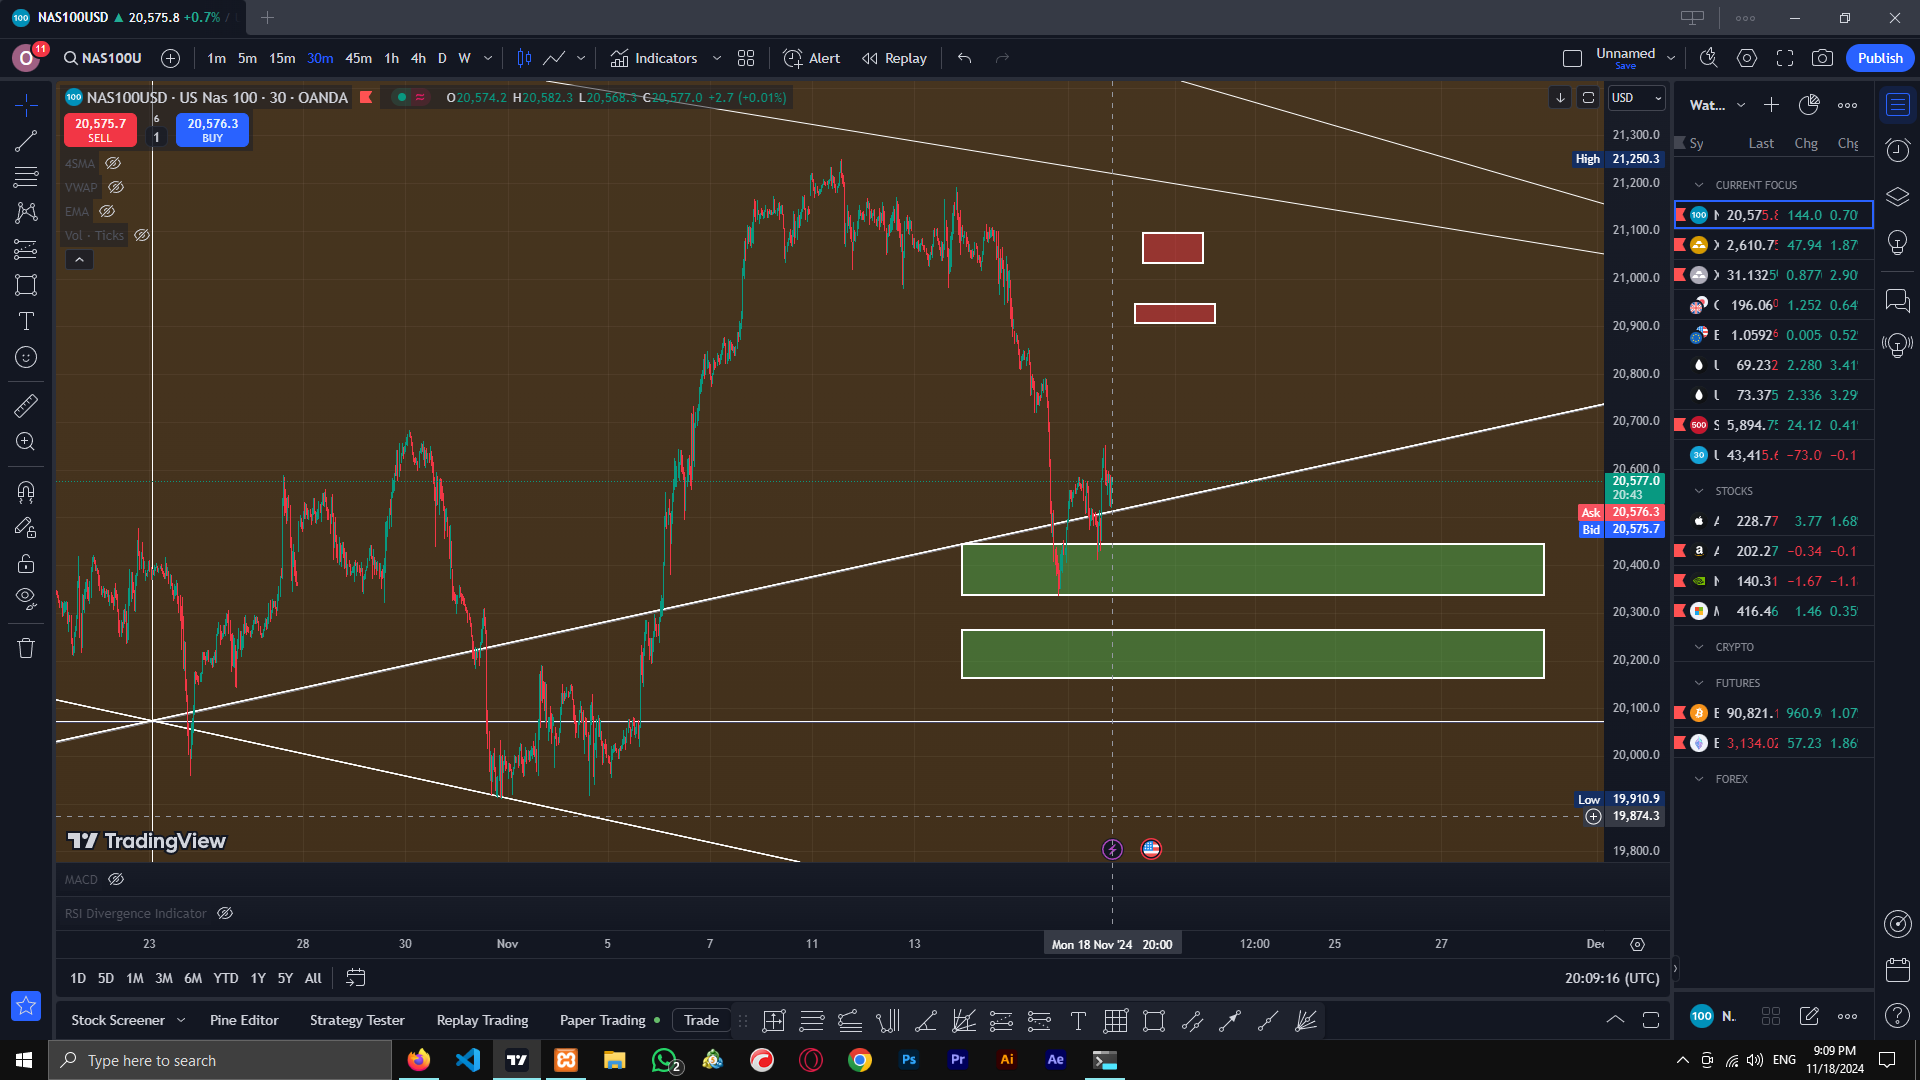 NAS100USD ▲ 20,575.8 +0.7% /
O 11 NAS100U 1m 5m 15m 30m 45m 1h 4h D W Indicators Alert Replay Unnamed Save Publish
100 NAS100USD · US Nas 100 · 30 · OANDA O20,574.2 H20,582.3 L20,568.3 C20,577.0 +2.7 (+0.01%)
20,575.7 SELL 6 1 20,576.3 BUY
4SMA
VWAP
EMA
Vol · Ticks
USD
21,300.0
High 21,250.3
21,200.0
21,100.0
21,000.0
20,900.0
20,800.0
20,700.0
20,600.0
20,577.0
20:43
Ask 20,576.3
Bid 20,575.7
20,400.0
20,300.0
20,200.0
20,100.0
20,000.0
Low 19,910.9
19,874.3
19,800.0
TradingView
MACD
RSI Divergence Indicator
23 28 30 Nov 5 7 11 13 Mon 18 Nov '24 20:00 12:00 25 27 Dec
1D 5D 1M 3M 6M YTD 1Y 5Y All 20:09:16 (UTC)
Stock Screener Pine Editor Strategy Tester Replay Trading Paper Trading Trade
Wat...
Sy Last Chg Chg
CURRENT FOCUS
100 N 20,575.8 144.0 0.70
X 2,610.7 47.94 1.87
X 31.1325 0.877 2.90
196.06 1.252 0.64
E 1.0592 0.005 0.52
69.232 2.280 3.41
73.375 2.336 3.29
500 S 5,894.75 24.12 0.41
30 43,415.6 −73.0 −0.1
STOCKS
A 228.77 3.77 1.68
A 202.27 −0.34 −0.1
N 140.31 −1.67 −1.1
M 416.46 1.46 0.35
CRYPTO
FUTURES
90,821. 960.9 1.07
E 3,134.02 57.23 1.86
FOREX
100 N..
Type here to search
Ps Pr Ai Ae
2
ENG 9:09 PM
11/18/2024